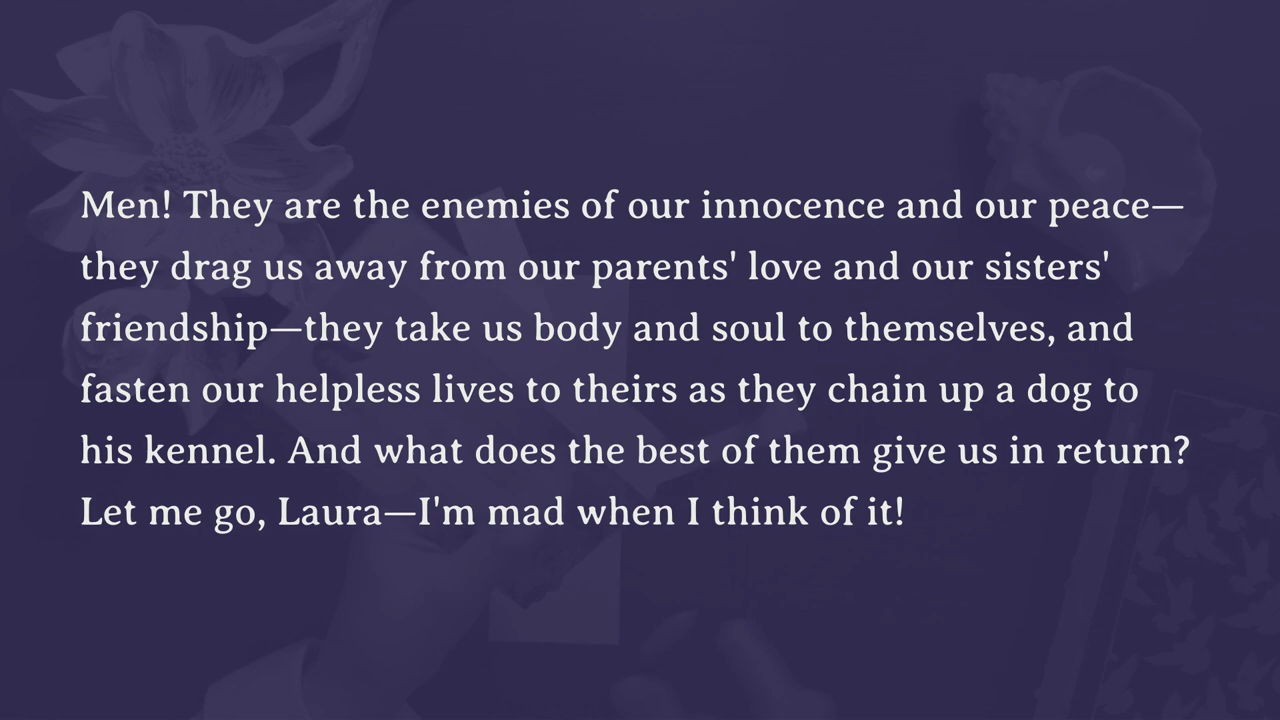 Men! They are the enemies of our innocence and our peace—
they drag us away from our parents' love and our sisters'
friendship—they take us body and soul to themselves, and
fasten our helpless lives to theirs as they chain up a dog to
his kennel. And what does the best of them give us in return?
Let me go, Laura—I'm mad when I think of it!